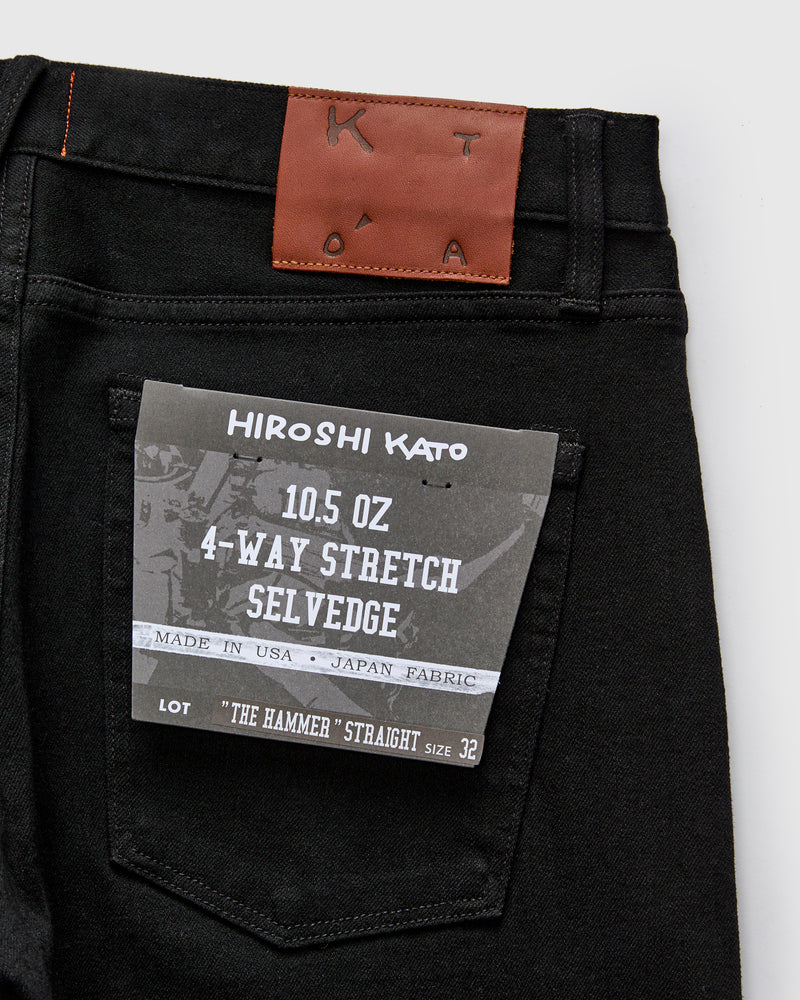 K T
O A
HIROSHI KATO
10.5 OZ
4-WAY STRETCH
SELVEDGE
MADE IN USA • JAPAN FABRIC
LOT "THE HAMMER" STRAIGHT SIZE 32